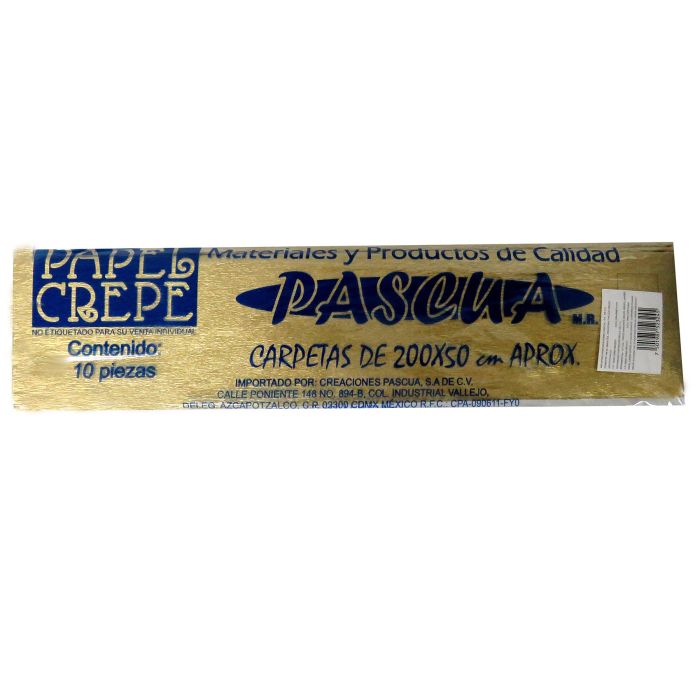 PAPEL
CREPE
NO ETIQUETADO PARA SU VENTA INDIVIDUAL
Contenido:
10 piezas
Materiales y Productos de Calidad
PASCUA
M.R.
CARPETAS DE 200X50 cm APROX.
IMPORTADO POR: CREACIONES PASCUA, S.A DE C.V.
CALLE PONIENTE 146 NO. 894-B, COL. INDUSTRIAL VALLEJO,
DELEG. AZCAPOTZALCO, C.P. 02300 CDMX MÉXICO R.F.C.: CPA-090611-FY0